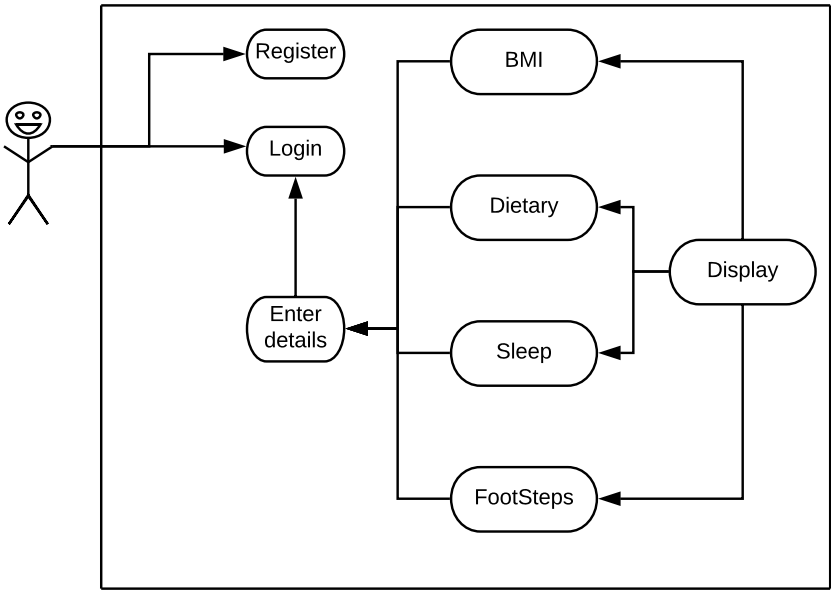 Register
Login
Enter
details
BMI
Dietary
Sleep
FootSteps
Display